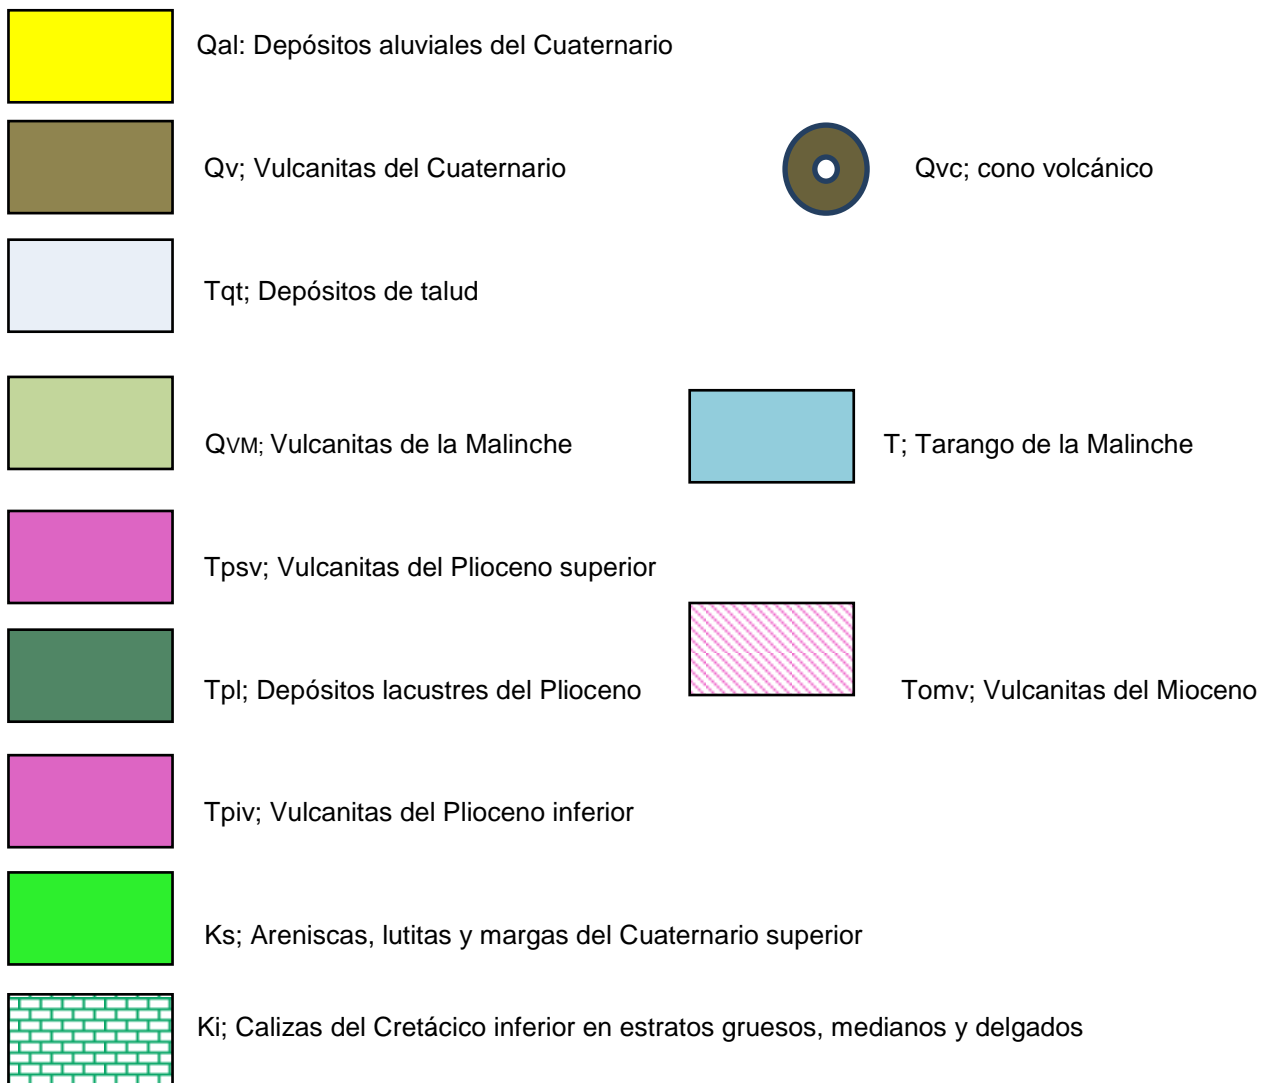 Qal: Depósitos aluviales del Cuaternario
Qv; Vulcanitas del Cuaternario
Qvc; cono volcánico
Tqt; Depósitos de talud
QVM; Vulcanitas de la Malinche
T; Tarango de la Malinche
Tpsv; Vulcanitas del Plioceno superior
Tpl; Depósitos lacustres del Plioceno
Tomv; Vulcanitas del Mioceno
Tpiv; Vulcanitas del Plioceno inferior
Ks; Areniscas, lutitas y margas del Cuaternario superior
Ki; Calizas del Cretácico inferior en estratos gruesos, medianos y delgados